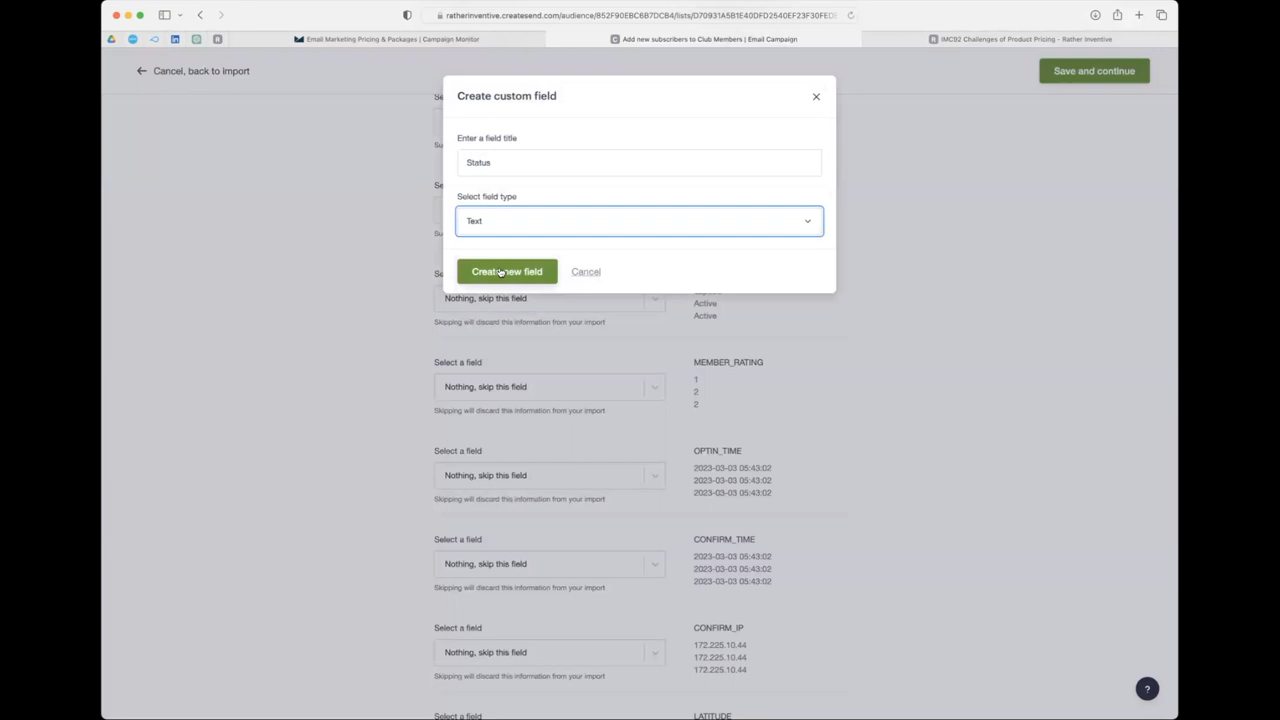 ratherinventive.createsend.com/audience/852F90EBC6B7DCB4/lists/D70931A5B1E40DFD2540EF23F30FED
Email Marketing Pricing & Packages | Campaign Monitor
Add new subscribers to Club Members | Email Campaign
IMC92 Challenges of Product Pricing - Rather Inventive
Cancel, back to import
Save and continue
Create custom field
Enter a field title
Status
Select field type
Text
Create new field
Cancel
Se
Su
Se
Su
Se
Nothing, skip this field
Skipping will discard this information from your import
Active
Active
Select a field
Nothing, skip this field
Skipping will discard this information from your import
MEMBER_RATING
1
2
2
Select a field
Nothing, skip this field
Skipping will discard this information from your import
OPTIN_TIME
2023-03-03 05:43:02
2023-03-03 05:43:02
2023-03-03 05:43:02
Select a field
Nothing, skip this field
Skipping will discard this information from your import
CONFIRM_TIME
2023-03-03 05:43:02
2023-03-03 05:43:02
2023-03-03 05:43:02
Select a field
Nothing, skip this field
Skipping will discard this information from your import
CONFIRM_IP
172.225.10.44
172.225.10.44
172.225.10.44
Select a field
LATITUDE
?